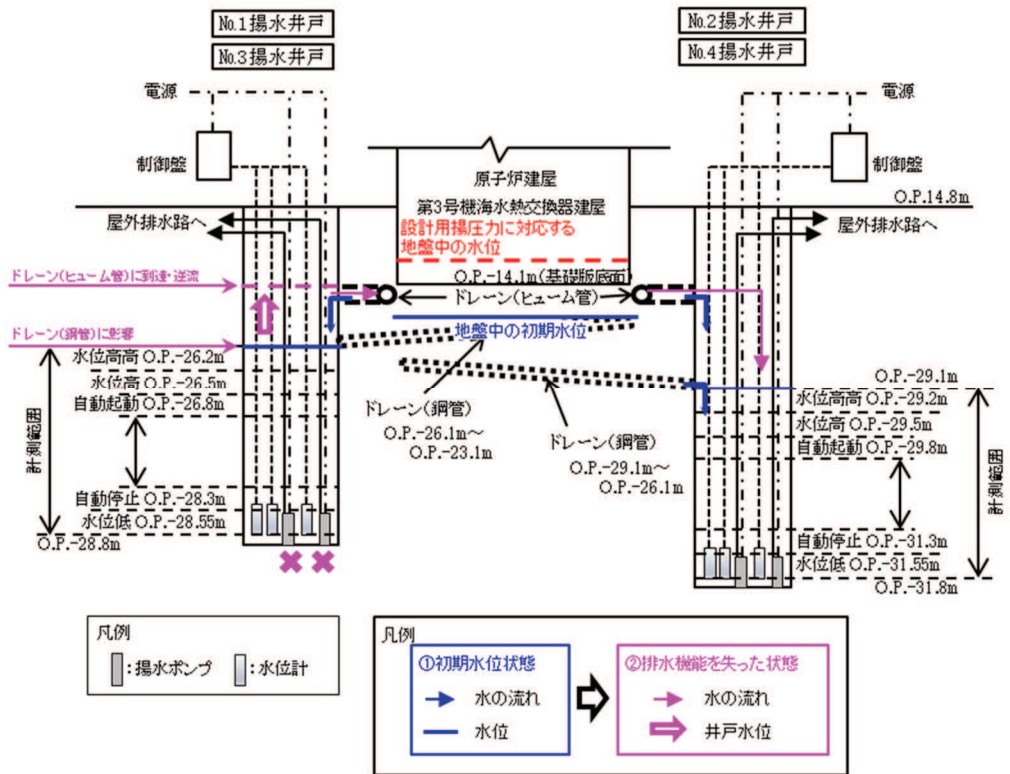 No.1揚水井戸
No.3揚水井戸
No.2揚水井戸
No.4揚水井戸
電源
電源
制御盤
制御盤
原子炉建屋
第3号機海水熱交換器建屋
設計用揚圧力に対応する
地盤中の水位
O.P.14.8m
屋外排水路へ
屋外排水路へ
O.P.-14.1m(基礎版底面)
ドレーン(ヒューム管)に到達・逆流
ドレーン(ヒューム管)
地盤中の初期水位
ドレーン(鋼管)に影響
水位高高 O.P.-26.2m
水位高 O.P.-26.5m
自動起動 O.P.-26.8m
計測範囲
自動停止 O.P.-28.3m
水位低 O.P.-28.55m
O.P.-28.8m
ドレーン(鋼管)
O.P.-26.1m~
O.P.-23.1m
ドレーン(鋼管)
O.P.-29.1m~
O.P.-26.1m
O.P.-29.1m
水位高高 O.P.-29.2m
水位高 O.P.-29.5m
自動起動 O.P.-29.8m
計測範囲
自動停止 O.P.-31.3m
水位低 O.P.-31.55m
O.P.-31.8m
凡例
:揚水ポンプ
:水位計
凡例
①初期水位状態
水の流れ
水位
②排水機能を失った状態
水の流れ
井戸水位